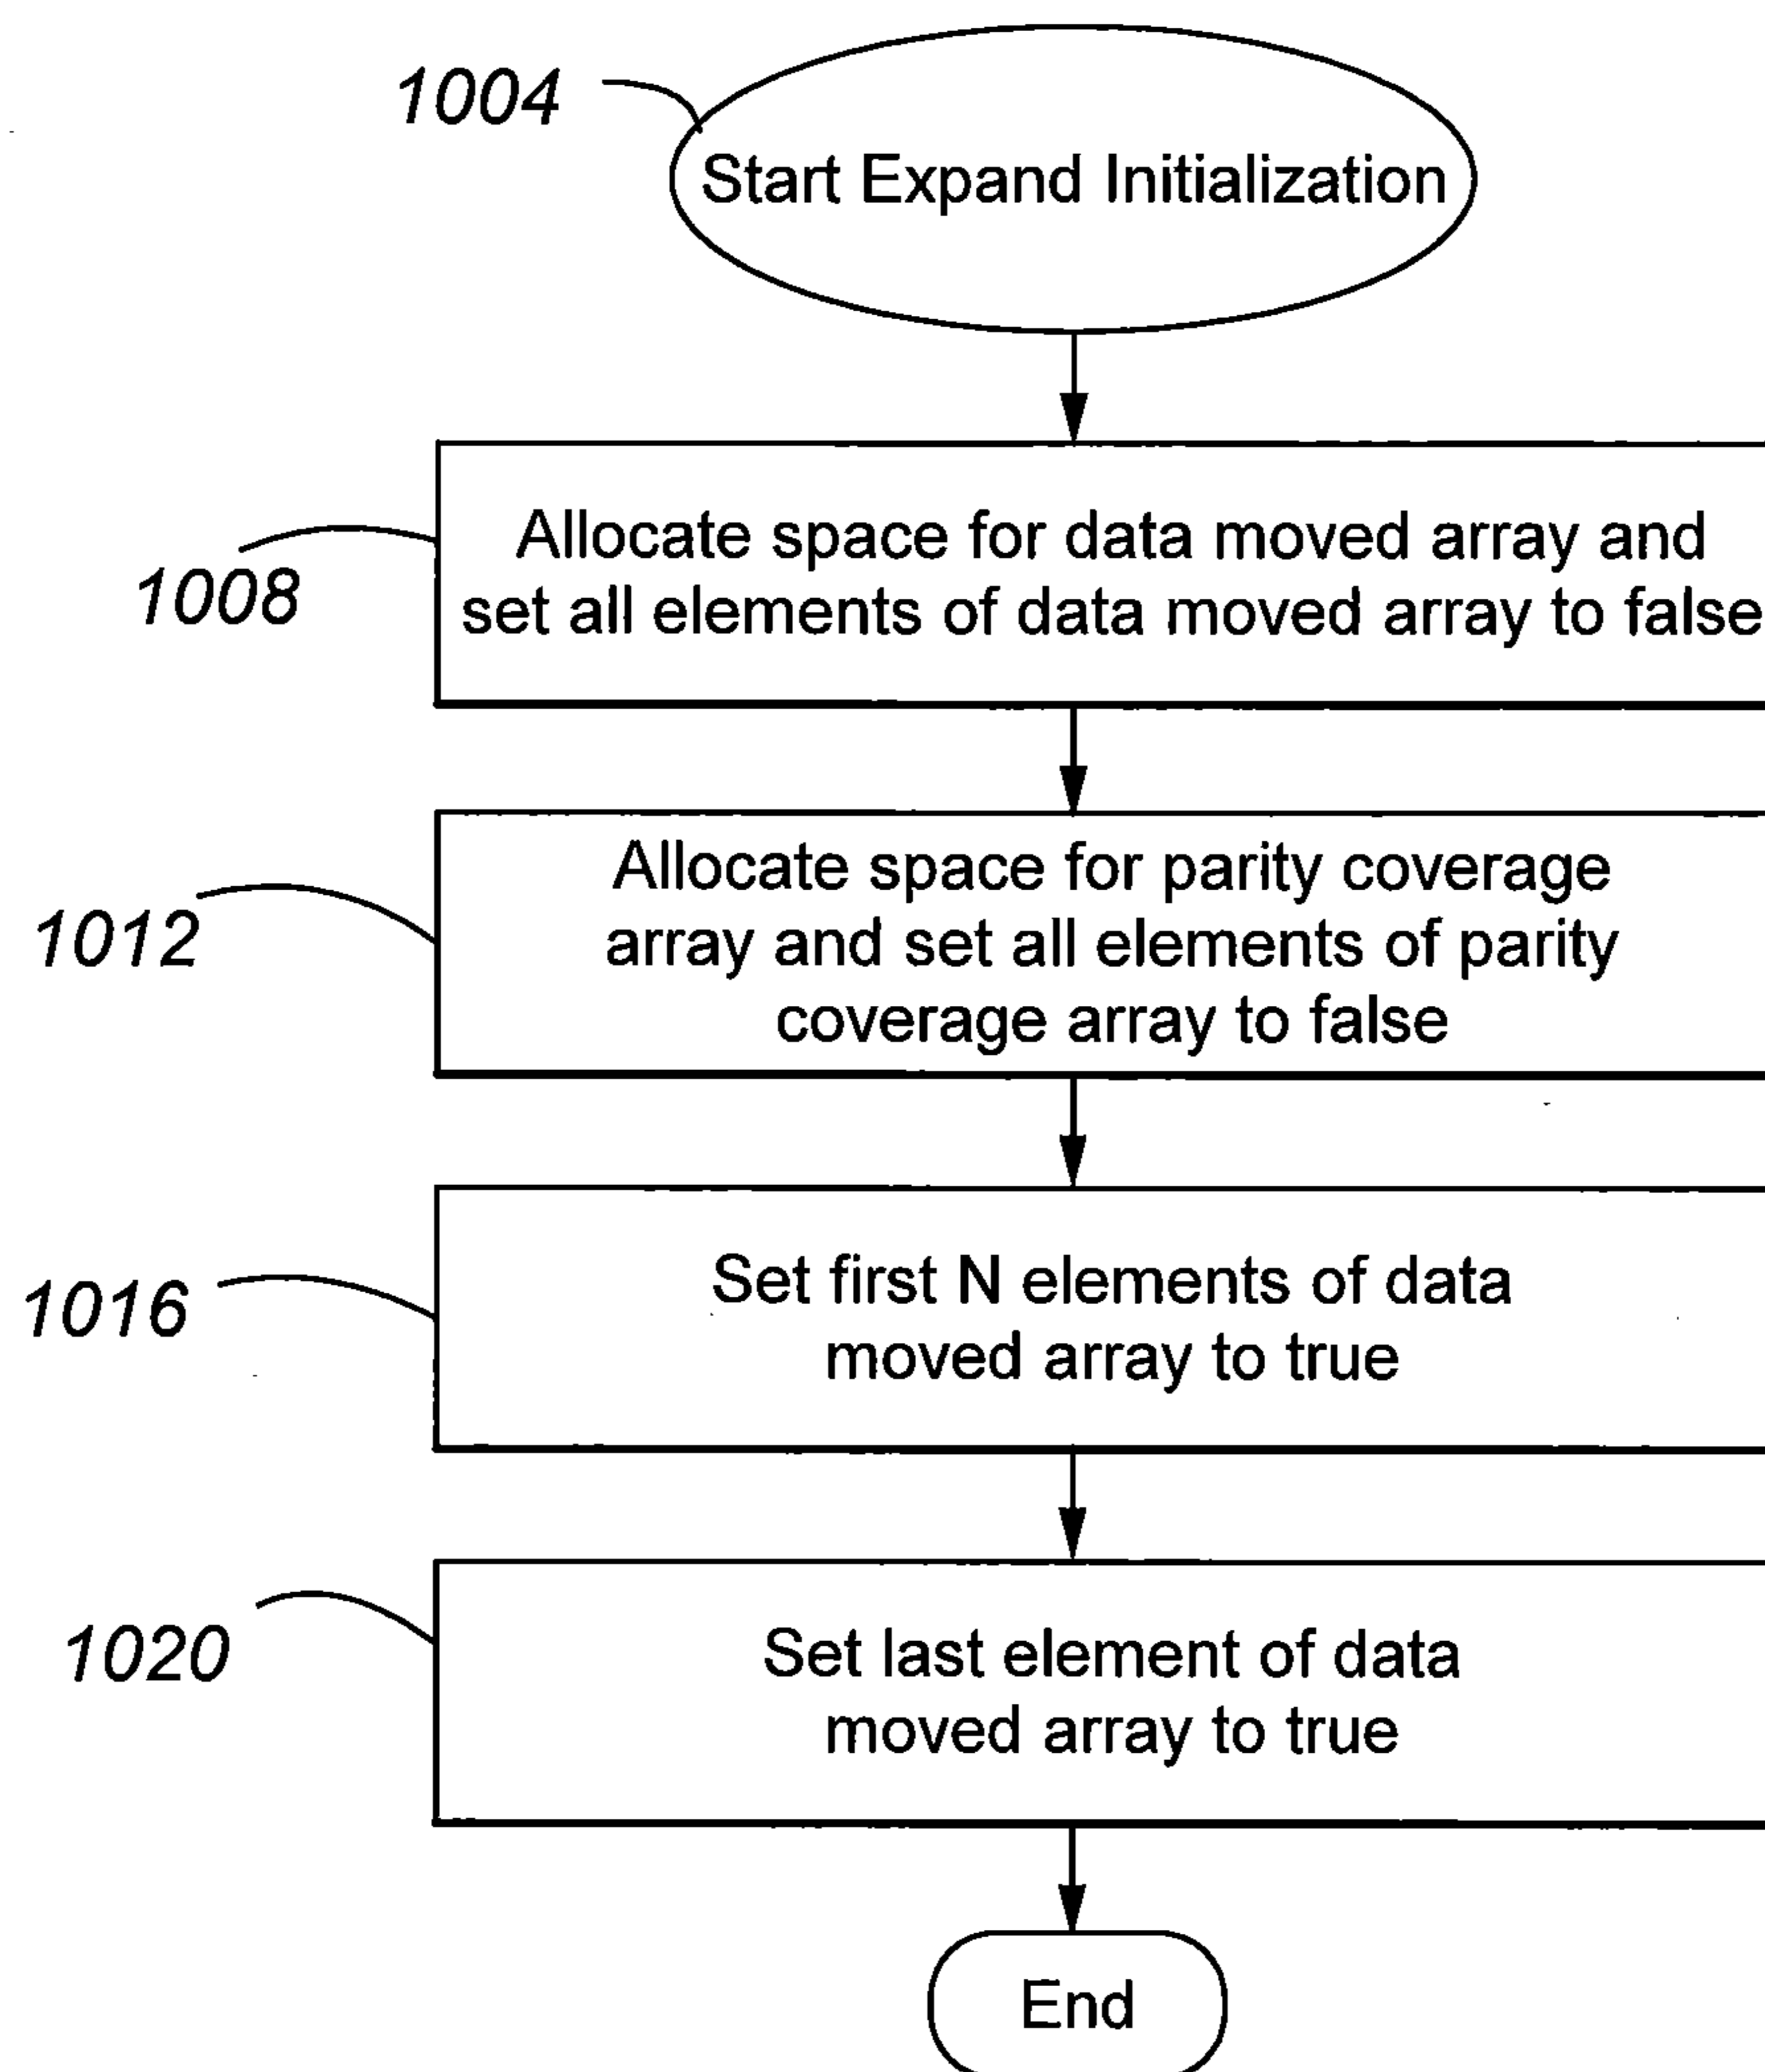 1004
Start Expand Initialization
1008
Allocate space for data moved array and
set all elements of data moved array to false
1012
Allocate space for parity coverage
array and set all elements of parity
coverage array to false
1016
Set first N elements of data
moved array to true
1020
Set last element of data
moved array to true
End